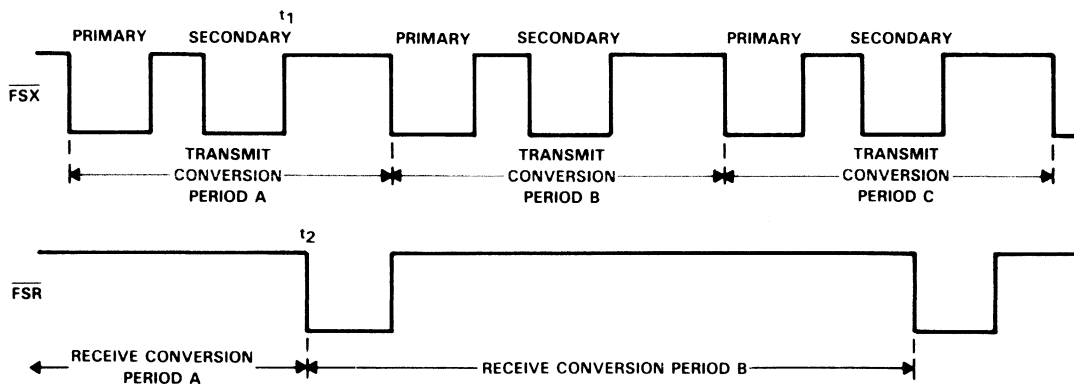 t1
PRIMARY SECONDARY PRIMARY SECONDARY PRIMARY SECONDARY
FSX
TRANSMIT CONVERSION PERIOD A
TRANSMIT CONVERSION PERIOD B
TRANSMIT CONVERSION PERIOD C
t2
FSR
RECEIVE CONVERSION PERIOD A
RECEIVE CONVERSION PERIOD B